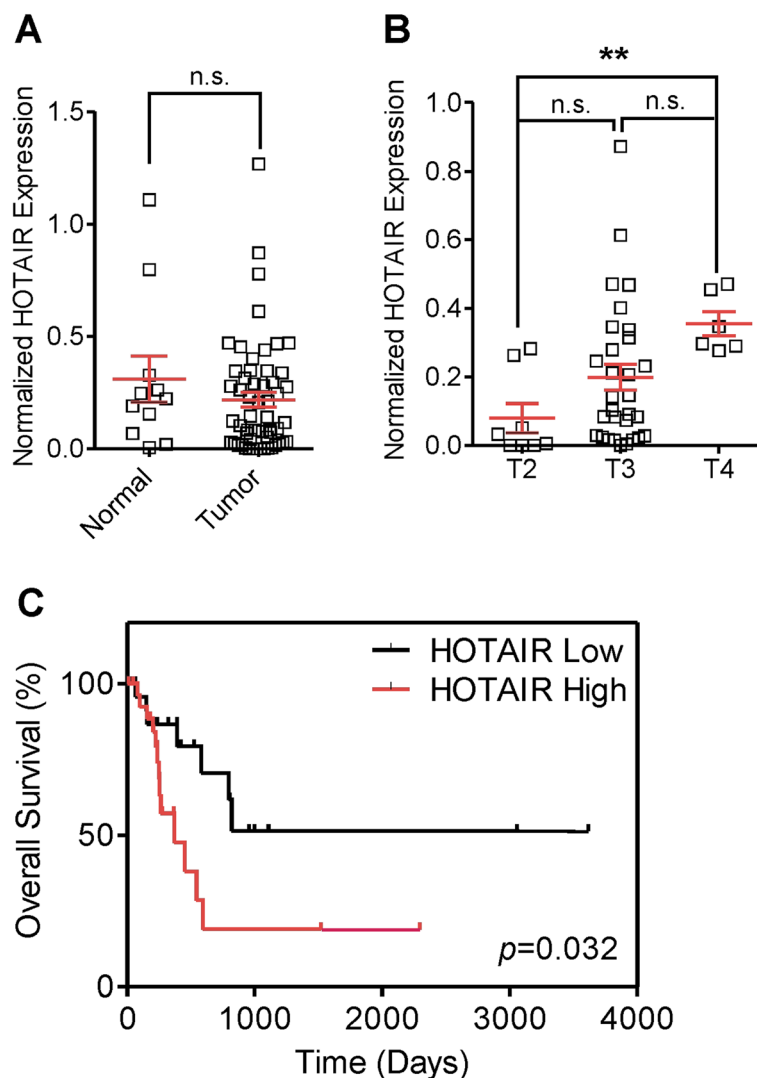 A
n.s.
Normalized HOTAIR Expression
1.5
1.0
0.5
0.0
Normal
Tumor
B
**
n.s.
n.s.
Normalized HOTAIR Expression
1.0
0.8
0.6
0.4
0.2
0.0
T2
T3
T4
C
HOTAIR Low
HOTAIR High
Overall Survival (%)
100
50
0
p=0.032
0
1000
2000
3000
4000
Time (Days)